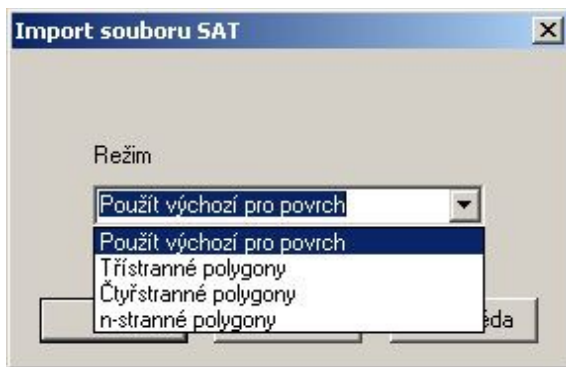 Import souboru SAT
Režim
Použít výchozí pro povrch
Použít výchozí pro povrch
Třístranné polygony
Čtyřstranné polygony
n-stranné polygony